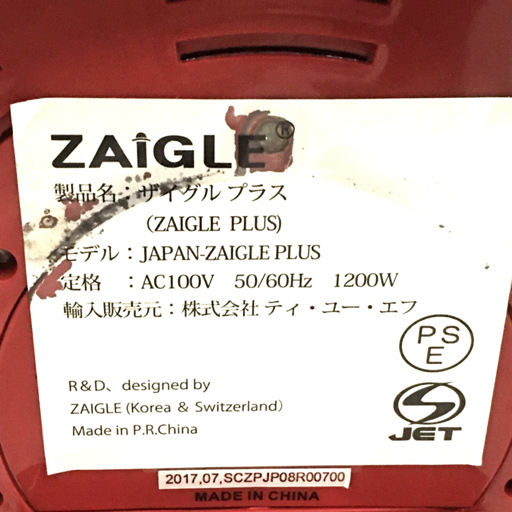 ZAiGLE®
製品名：ザイグル プラス
（ZAIGLE PLUS)
モデル：JAPAN-ZAIGLE PLUS
定格　：AC100V　50/60Hz　1200W
輸入販売元：株式会社 ティ・ユー・エフ
PS
E
R＆D、designed by
ZAIGLE (Korea & Switzerland）
Made in P.R.China
JET
2017,07,SCZPJP08R00700
MADE IN CHINA